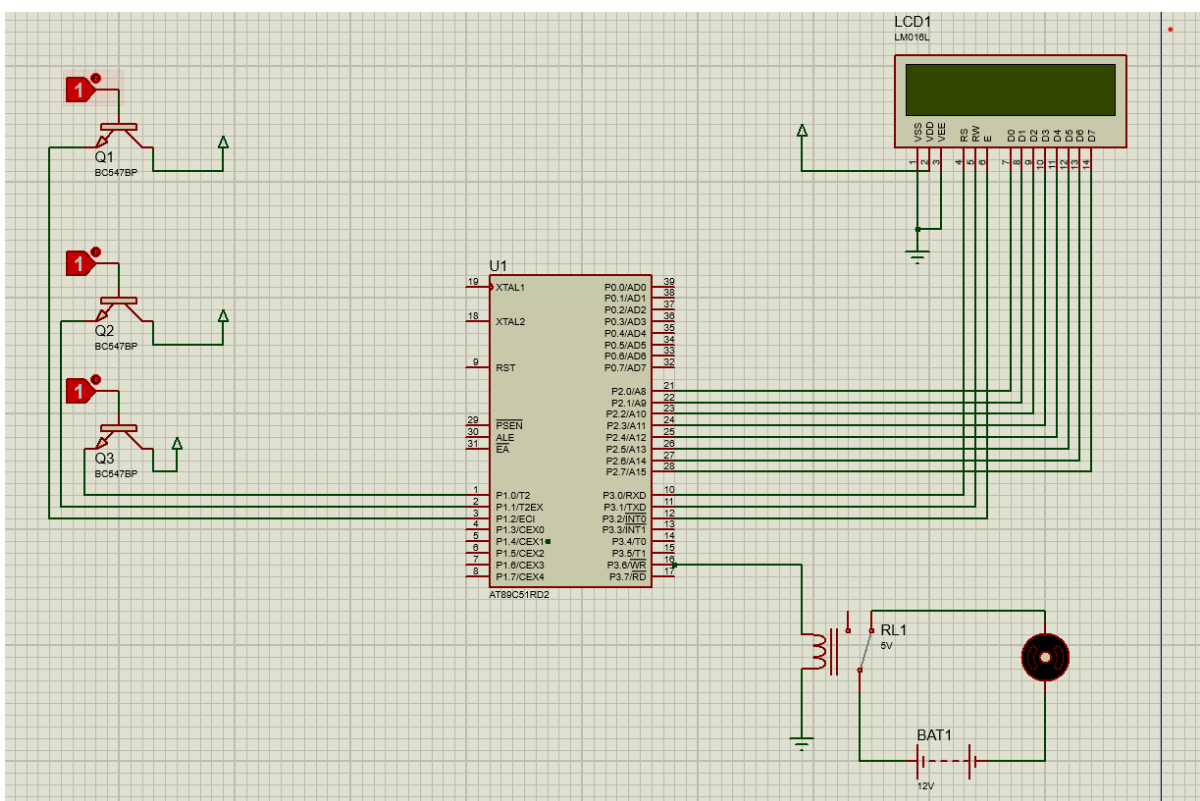 LCD1
LM016L
VSS
VDD
VEE
RS
RW
E
D0
D1
D2
D3
D4
D5
D6
D7
1
2
3
4
5
6
7
8
9
10
11
12
13
14
1
Q1
BC547BP
1
Q2
BC547BP
1
Q3
BC547BP
U1
19 XTAL1
18 XTAL2
9 RST
29 PSEN
30 ALE
31 EA
1 P1.0/T2
2 P1.1/T2EX
3 P1.2/ECI
4 P1.3/CEX0
5 P1.4/CEX1
6 P1.5/CEX2
7 P1.6/CEX3
8 P1.7/CEX4
P0.0/AD0 39
P0.1/AD1 38
P0.2/AD2 37
P0.3/AD3 36
P0.4/AD4 35
P0.5/AD5 34
P0.6/AD6 33
P0.7/AD7 32
P2.0/A8 21
P2.1/A9 22
P2.2/A10 23
P2.3/A11 24
P2.4/A12 25
P2.5/A13 26
P2.6/A14 27
P2.7/A15 28
P3.0/RXD 10
P3.1/TXD 11
P3.2/INT0 12
P3.3/INT1 13
P3.4/T0 14
P3.5/T1 15
P3.6/WR 16
P3.7/RD 17
AT89C51RD2
RL1
5V
BAT1
12V